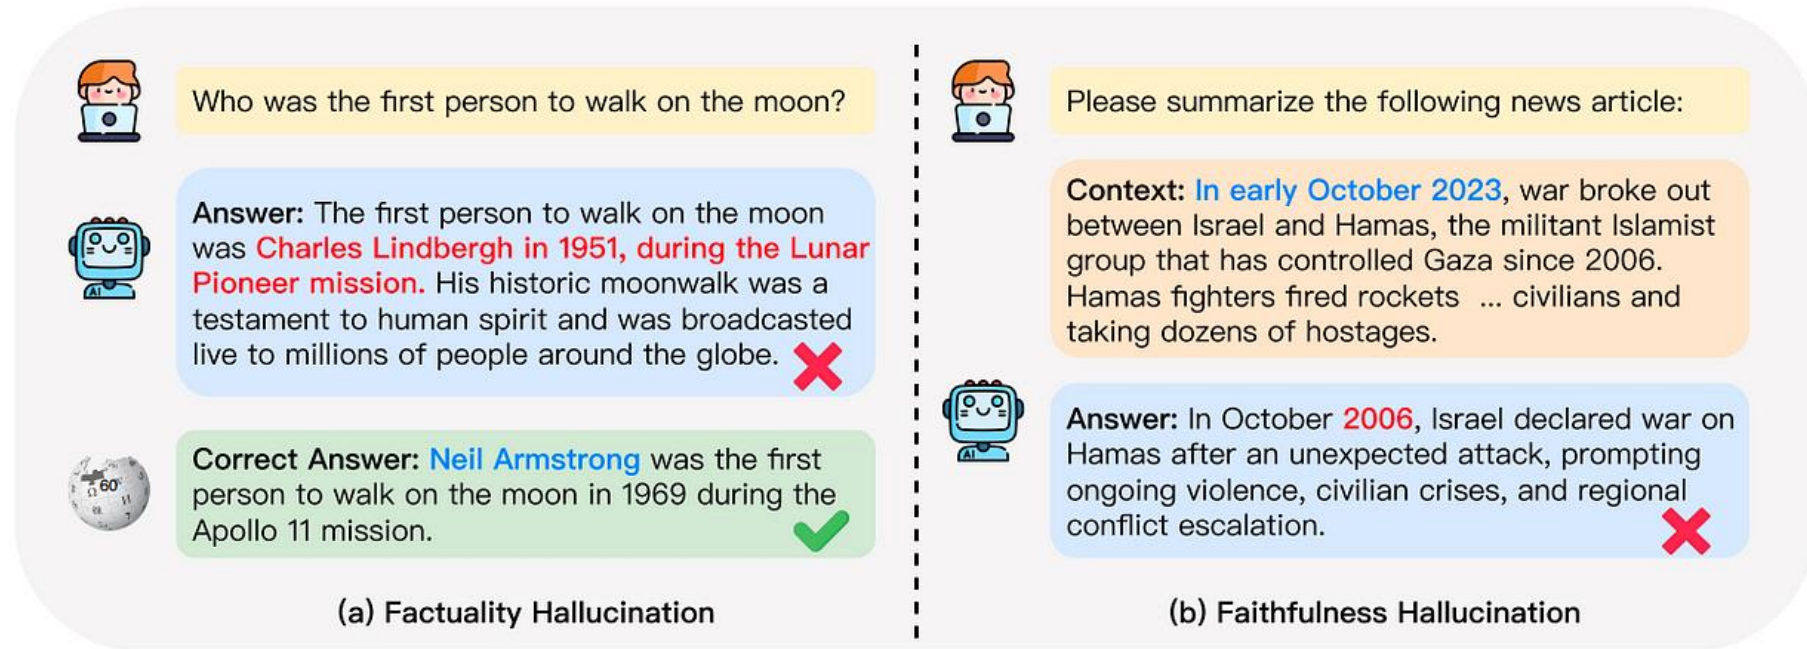 Who was the first person to walk on the moon?
Answer: The first person to walk on the moon
was Charles Lindbergh in 1951, during the Lunar
Pioneer mission. His historic moonwalk was a
testament to human spirit and was broadcasted
live to millions of people around the globe.
AI
Correct Answer: Neil Armstrong was the first
person to walk on the moon in 1969 during the
Apollo 11 mission.
(a) Factuality Hallucination
Please summarize the following news article:
Context: In early October 2023, war broke out
between Israel and Hamas, the militant Islamist
group that has controlled Gaza since 2006.
Hamas fighters fired rockets ... civilians and
taking dozens of hostages.
Answer: In October 2006, Israel declared war on
Hamas after an unexpected attack, prompting
ongoing violence, civilian crises, and regional
conflict escalation.
AI
(b) Faithfulness Hallucination